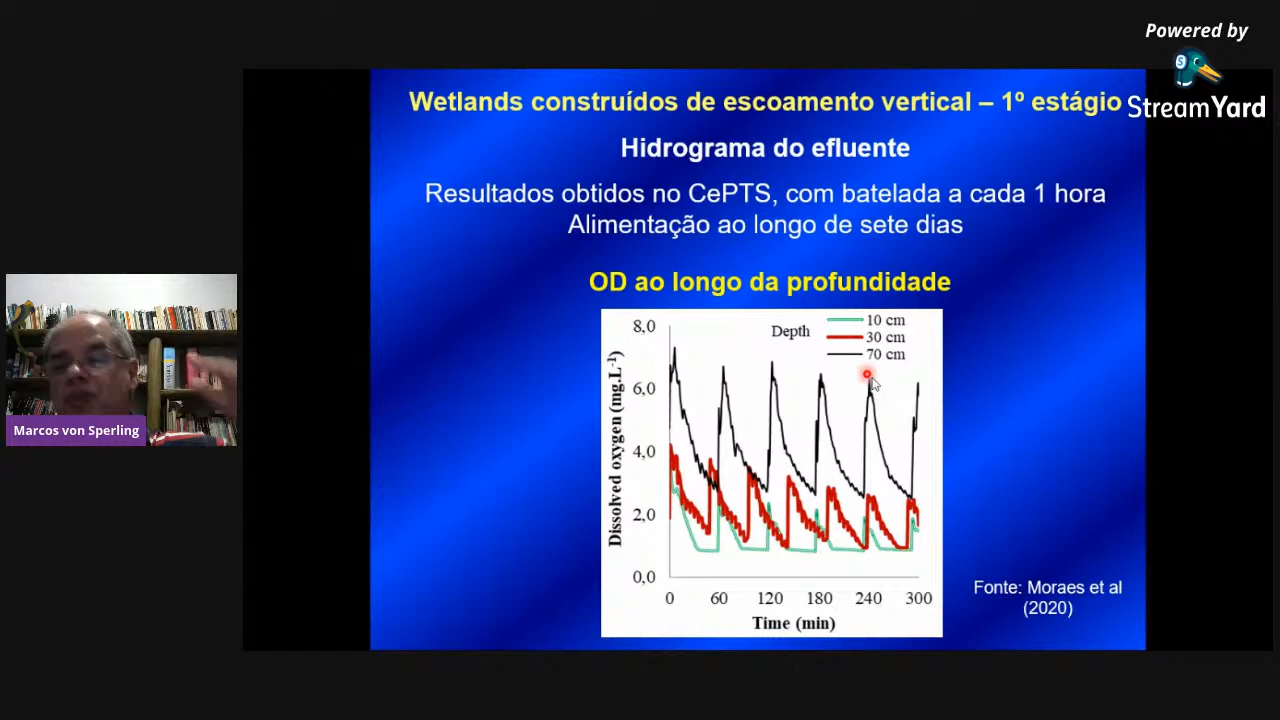 Powered by
StreamYard
Wetlands construídos de escoamento vertical – 1º estágio
Hidrograma do efluente
Resultados obtidos no CePTS, com batelada a cada 1 hora
Alimentação ao longo de sete dias
OD ao longo da profundidade
Depth
10 cm
30 cm
70 cm
Dissolved oxygen (mg.L-1)
8,0
6,0
4,0
2,0
0,0
0 60 120 180 240 300
Time (min)
Fonte: Moraes et al
(2020)
Marcos von Sperling